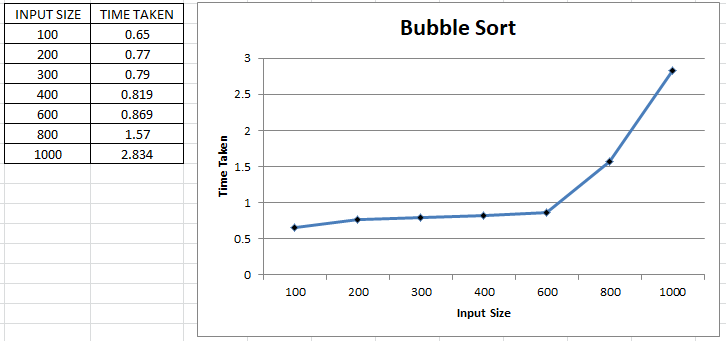 INPUT SIZE TIME TAKEN
100 0.65
200 0.77
300 0.79
400 0.819
600 0.869
800 1.57
1000 2.834
Bubble Sort
Time Taken
3
2.5
2
1.5
1
0.5
0
100 200 300 400 600 800 1000
Input Size